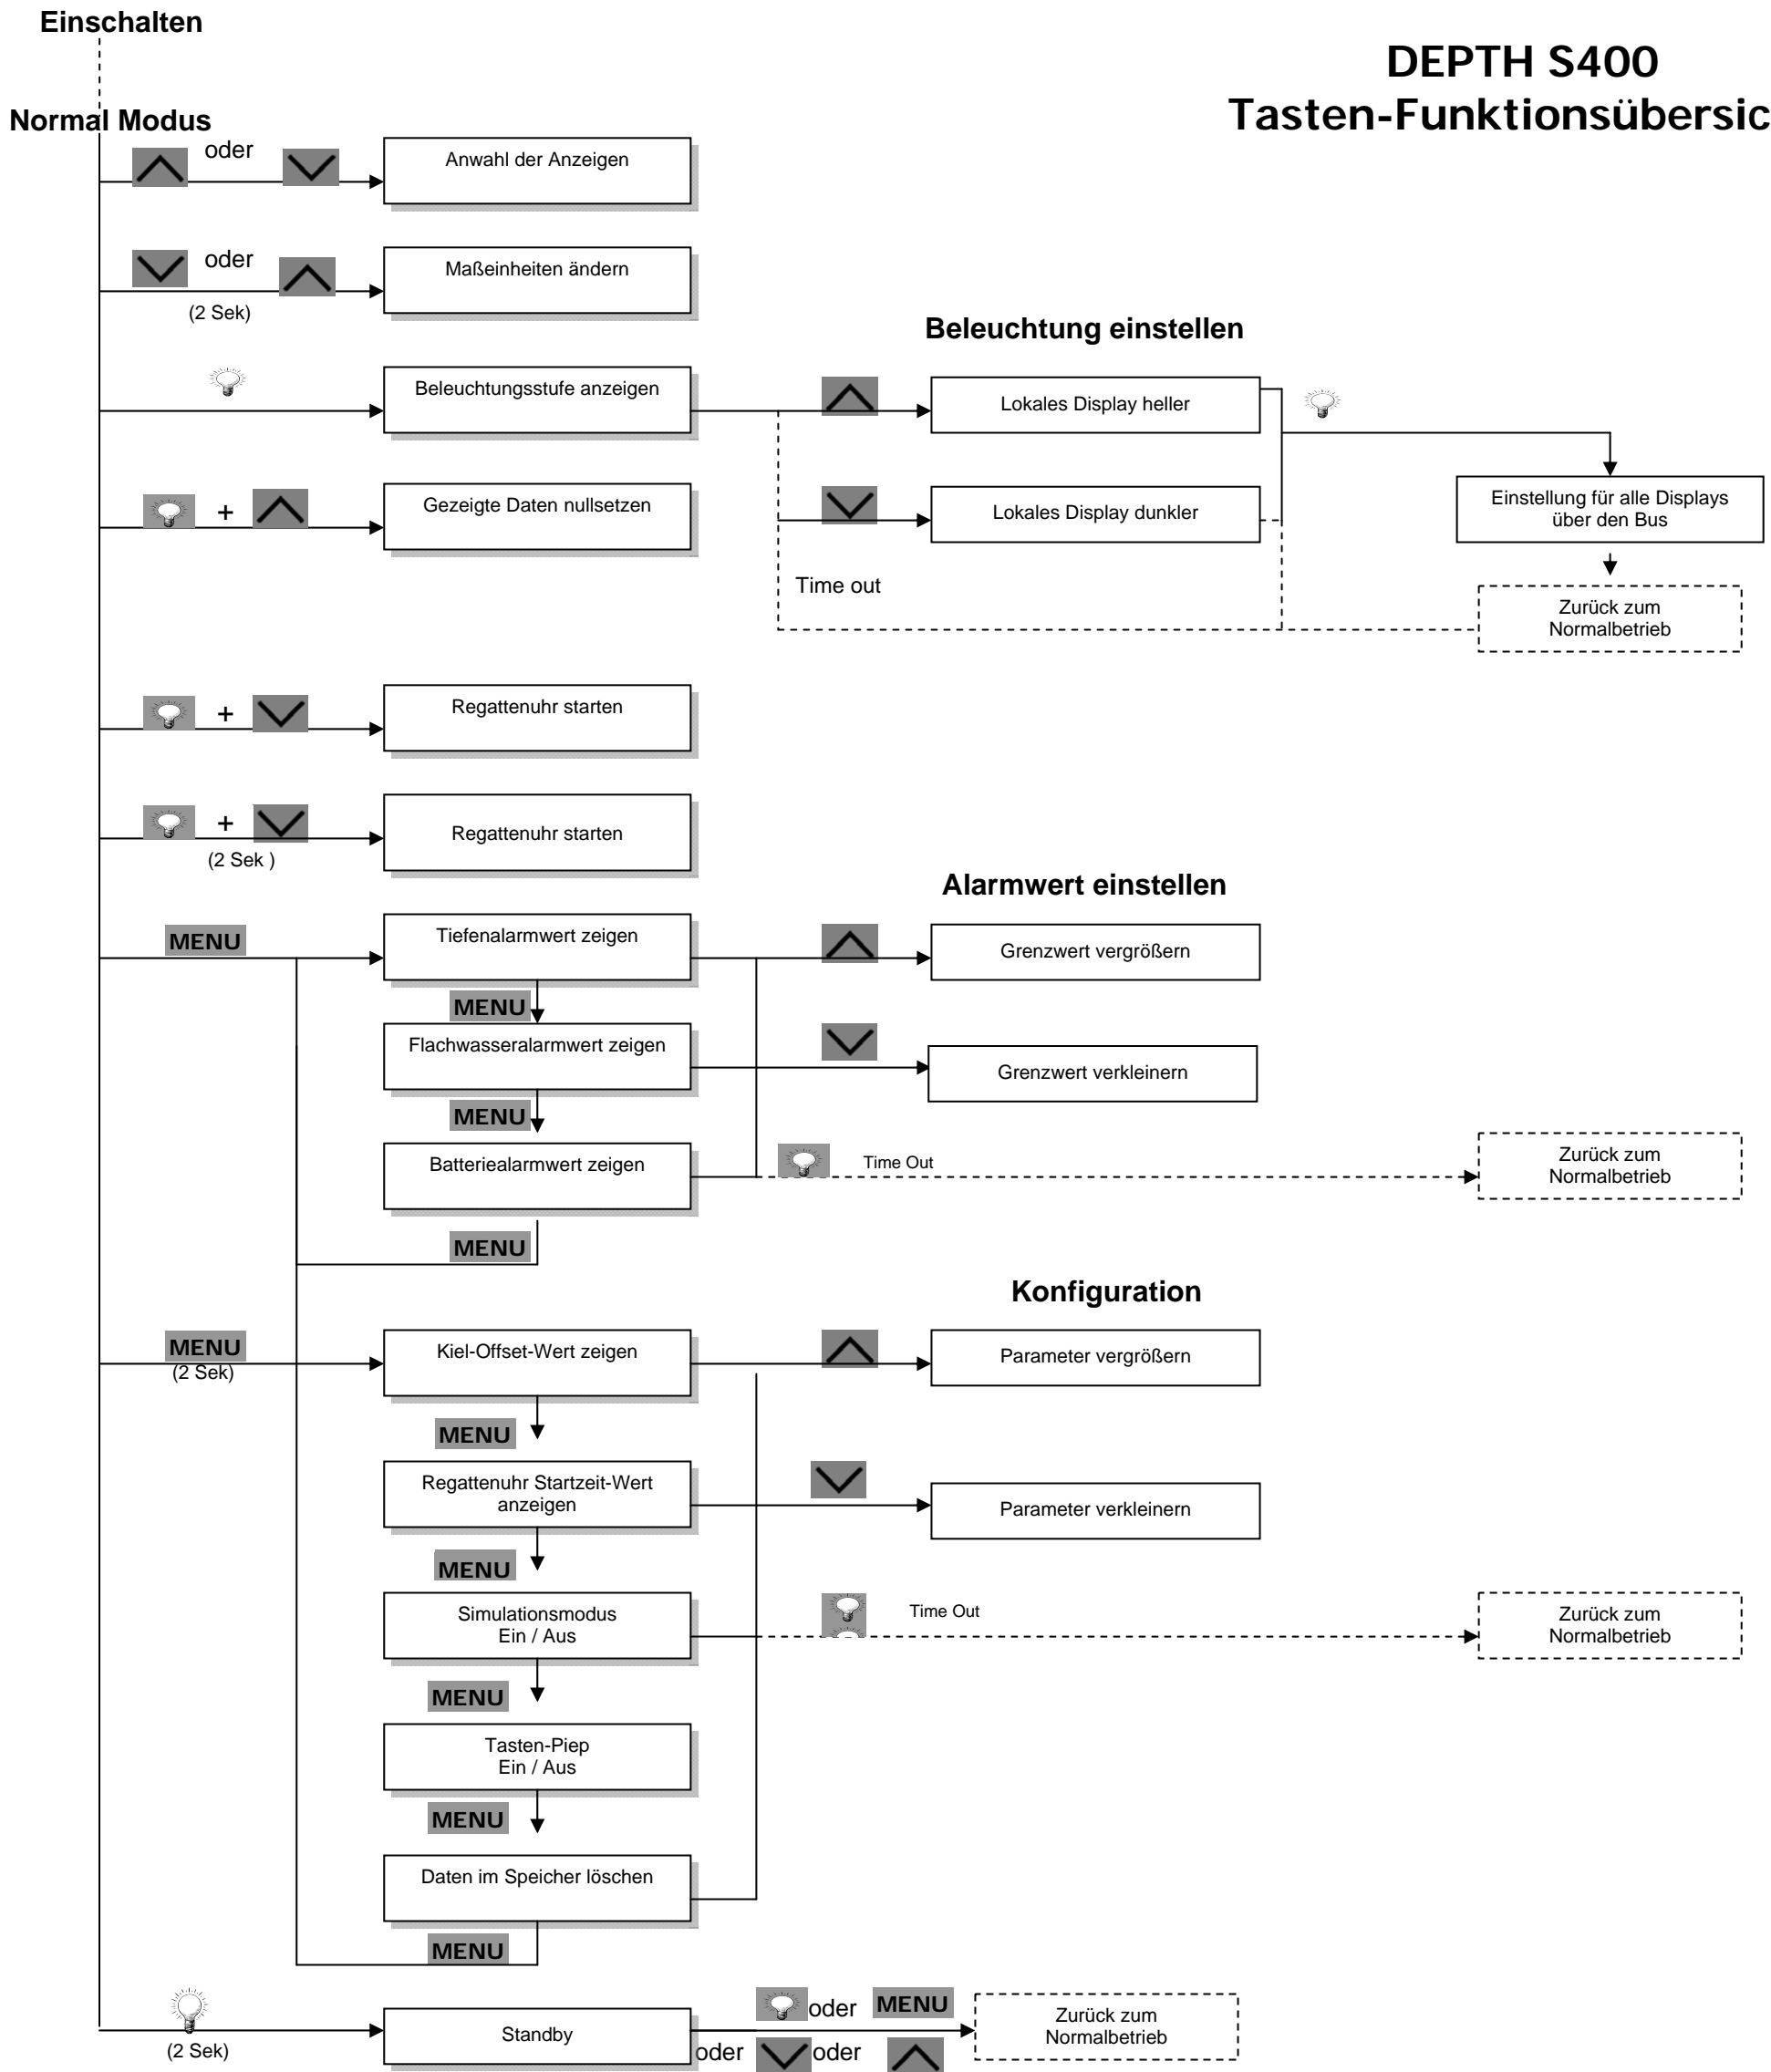 Einschalten
DEPTH S400
Tasten-Funktionsübersic
Normal Modus
oder
Anwahl der Anzeigen
oder
(2 Sek)
Maßeinheiten ändern
Beleuchtung einstellen
Beleuchtungsstufe anzeigen
Lokales Display heller
Gezeigte Daten nullsetzen
+
Lokales Display dunkler
Einstellung für alle Displays
über den Bus
Time out
Zurück zum
Normalbetrieb
+
Regattenuhr starten
+
(2 Sek )
Regattenuhr starten
Alarmwert einstellen
MENU
Tiefenalarmwert zeigen
Grenzwert vergrößern
MENU
Flachwasseralarmwert zeigen
Grenzwert verkleinern
MENU
Batteriealarmwert zeigen
Time Out
Zurück zum
Normalbetrieb
MENU
Konfiguration
MENU
(2 Sek)
Kiel-Offset-Wert zeigen
Parameter vergrößern
MENU
Regattenuhr Startzeit-Wert
anzeigen
Parameter verkleinern
MENU
Simulationsmodus
Ein / Aus
Time Out
Zurück zum
Normalbetrieb
MENU
Tasten-Piep
Ein / Aus
MENU
Daten im Speicher löschen
MENU
(2 Sek)
Standby
oder MENU
oder oder
Zurück zum
Normalbetrieb